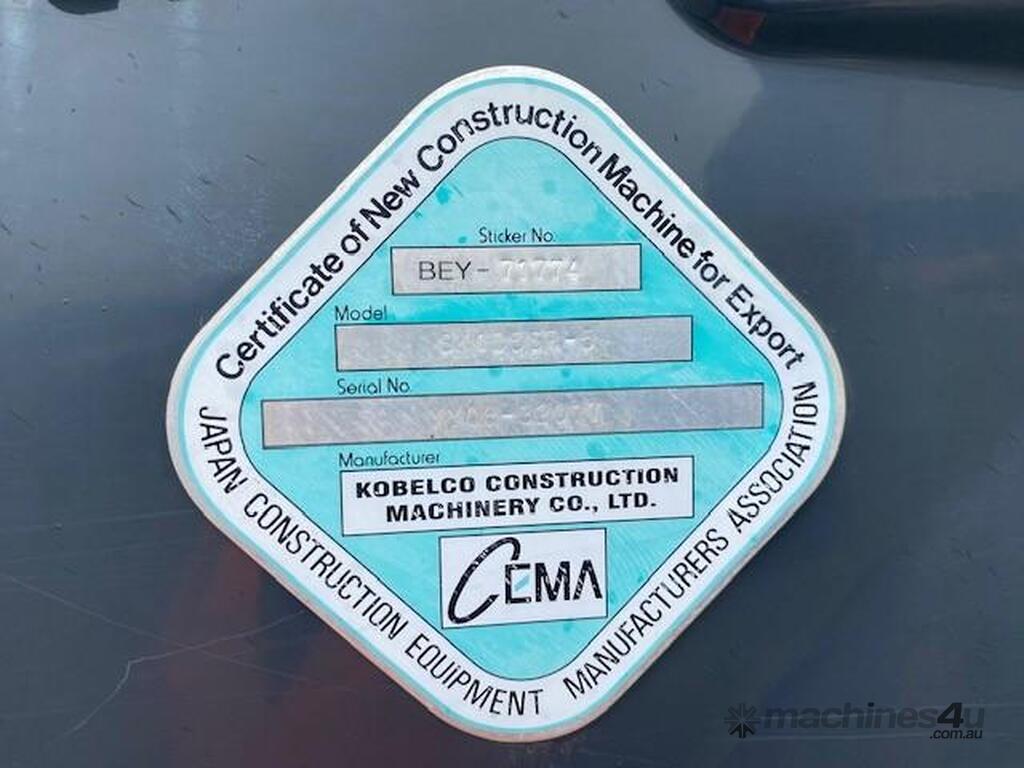 Certificate of New Construction Machine for Export
Sticker No.
BEY- 71774
Model
Serial No.
Manufacturer
KOBELCO CONSTRUCTION
MACHINERY CO., LTD.
CEMA
JAPAN CONSTRUCTION EQUIPMENT MANUFACTURERS ASSOCIATION
machines4u
.com.au